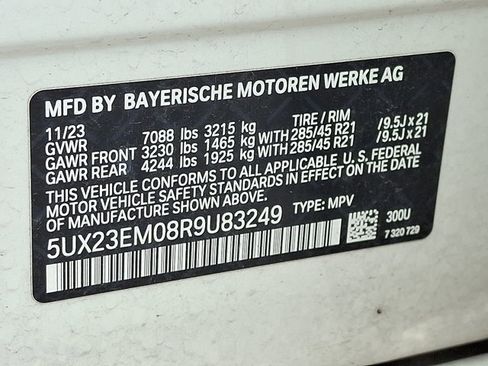 MFD BY BAYERISCHE MOTOREN WERKE AG
11/23 TIRE / RIM
GVWR 7088 lbs 3215 kg
GAWR FRONT 3230 lbs 1465 kg WITH 285/45 R21 /9.5J x 21
GAWR REAR 4244 lbs 1925 kg WITH 285/45 R21 /9.5J x 21
THIS VEHICLE CONFORMS TO ALL APPLICABLE U. S. FEDERAL
MOTOR VEHICLE SAFETY STANDARDS IN EFFECT ON THE DATE
OF MANUFACTURE SHOWN ABOVE.
5UX23EM08R9U83249 TYPE: MPV
300U
7 320 729